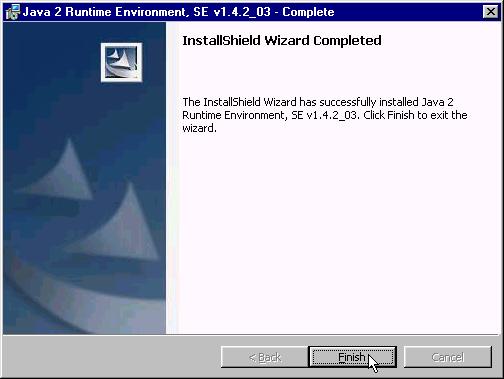 Java 2 Runtime Environment, SE v1.4.2_03 - Complete
InstallShield Wizard Completed
The InstallShield Wizard has successfully installed Java 2
Runtime Environment, SE v1.4.2_03. Click Finish to exit the
wizard.
< Back
Finish
Cancel